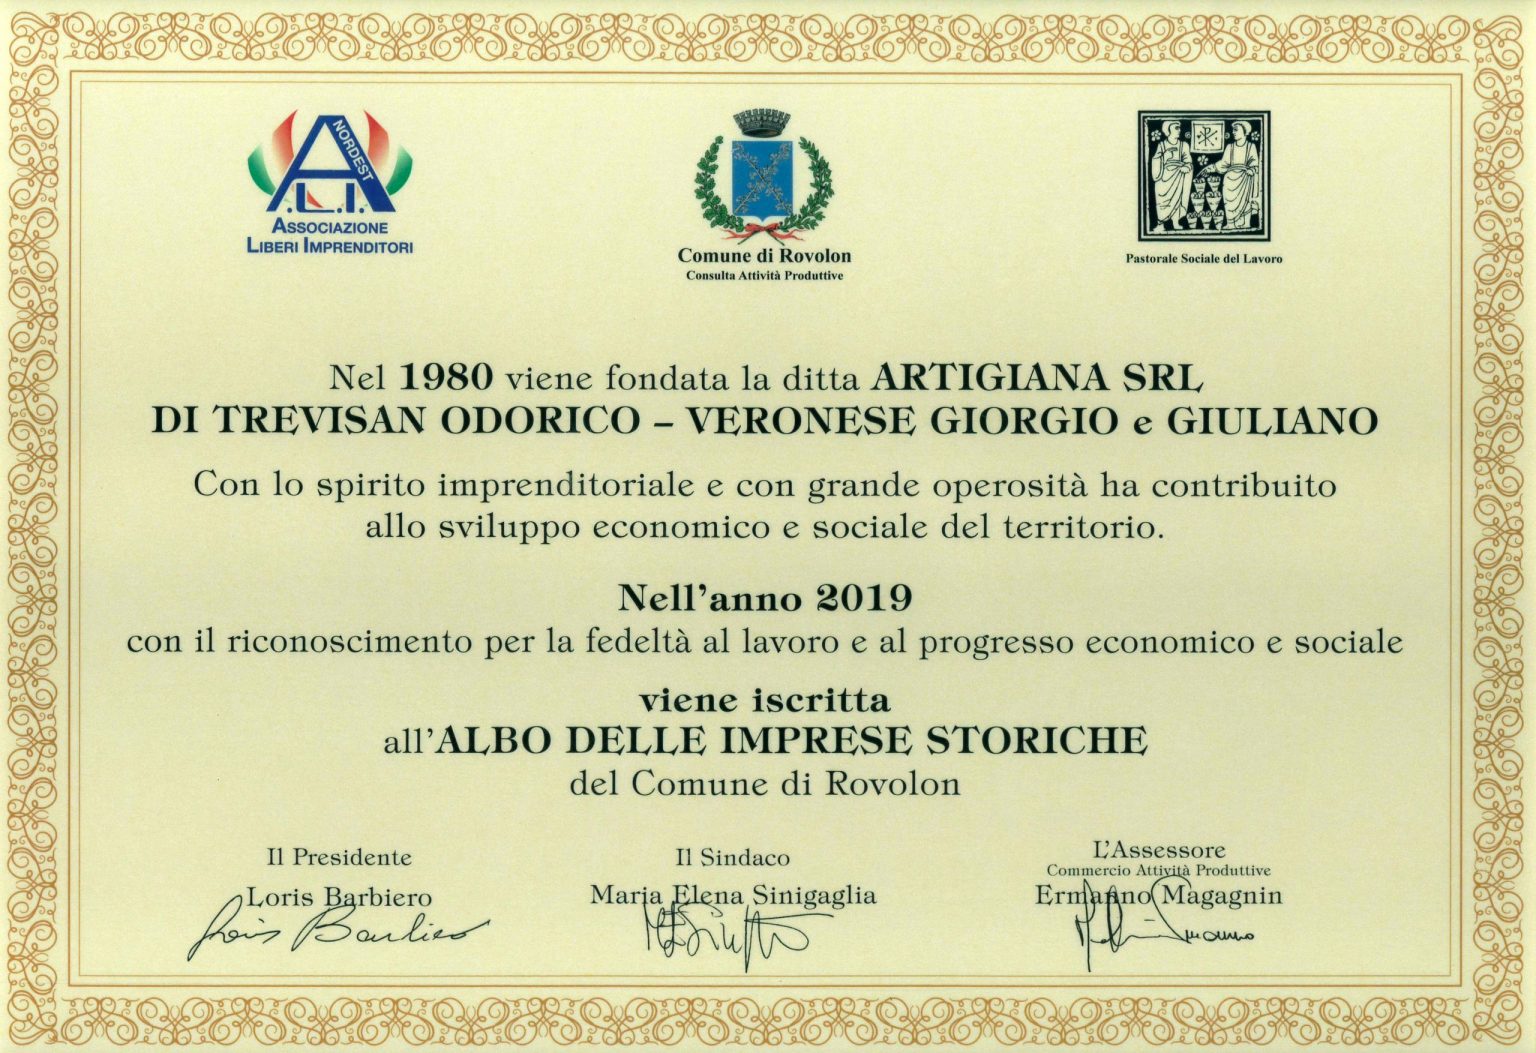 NORDEST
A.L.I.
ASSOCIAZIONE
LIBERI IMPRENDITORI
Comune di Rovolon
Consulta Attività Produttive
Pastorale Sociale del Lavoro
Nel 1980 viene fondata la ditta ARTIGIANA SRL
DI TREVISAN ODORICO – VERONESE GIORGIO e GIULIANO
Con lo spirito imprenditoriale e con grande operosità ha contribuito
allo sviluppo economico e sociale del territorio.
Nell'anno 2019
con il riconoscimento per la fedeltà al lavoro e al progresso economico e sociale
viene iscritta
all'ALBO DELLE IMPRESE STORICHE
del Comune di Rovolon
Il Presidente
Loris Barbiero
Loris Barbiero
Il Sindaco
Maria Elena Sinigaglia
L'Assessore
Commercio Attività Produttive
Ermanno Magagnin